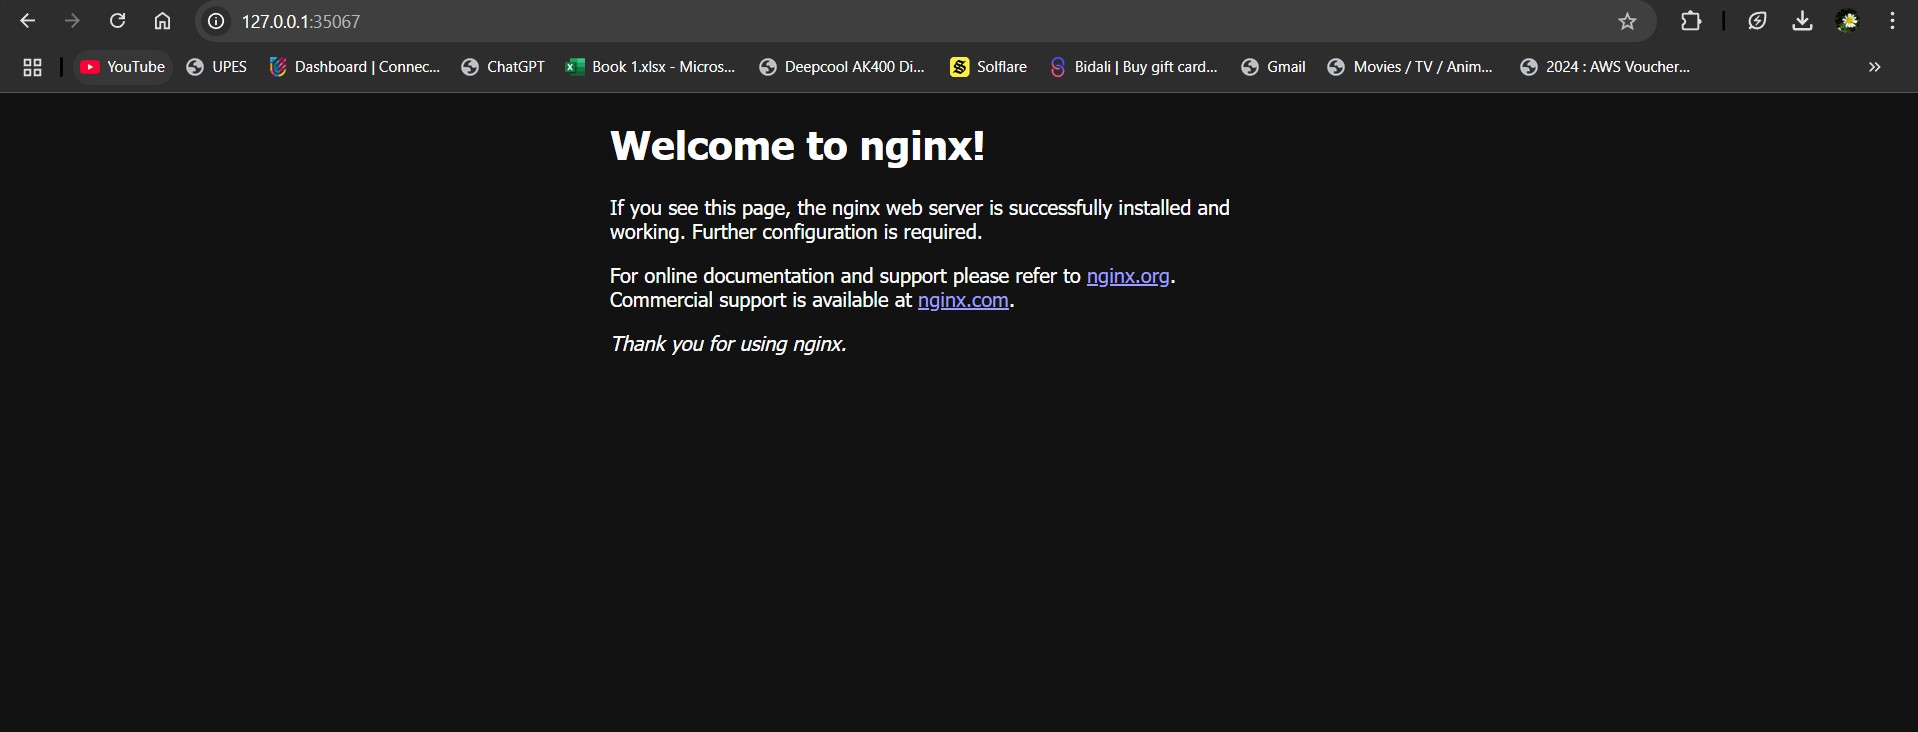 127.0.0.1:35067
YouTube UPES Dashboard | Connec... ChatGPT Book 1.xlsx - Micros... Deepcool AK400 Di... Solflare Bidali | Buy gift card... Gmail Movies / TV / Anim... 2024 : AWS Voucher...
Welcome to nginx!
If you see this page, the nginx web server is successfully installed and
working. Further configuration is required.
For online documentation and support please refer to nginx.org.
Commercial support is available at nginx.com.
Thank you for using nginx.